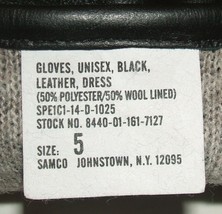 GLOVES, UNISEX, BLACK,
LEATHER, DRESS
(50% POLYESTER/50% WOOL LINED)
SPE1C1-14-D-1025
STOCK NO. 8440-01-161-7127
SIZE: 5
SAMCO JOHNSTOWN, N.Y. 12095